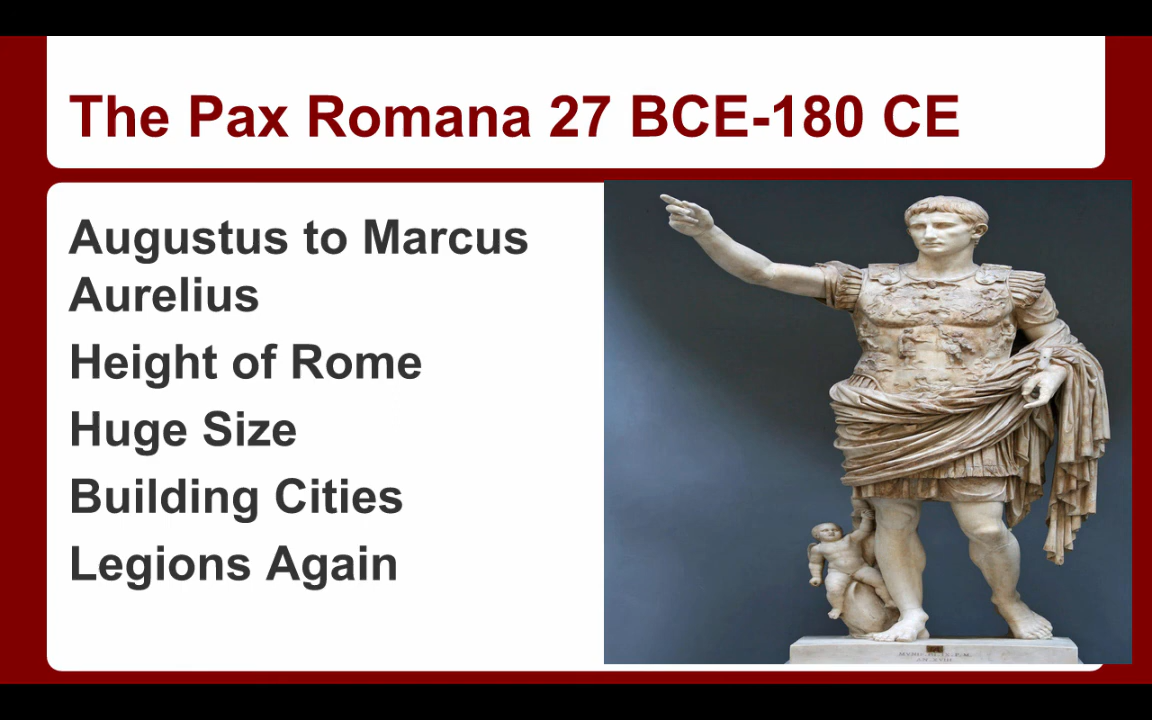 The Pax Romana 27 BCE-180 CE
Augustus to Marcus
Aurelius
Height of Rome
Huge Size
Building Cities
Legions Again